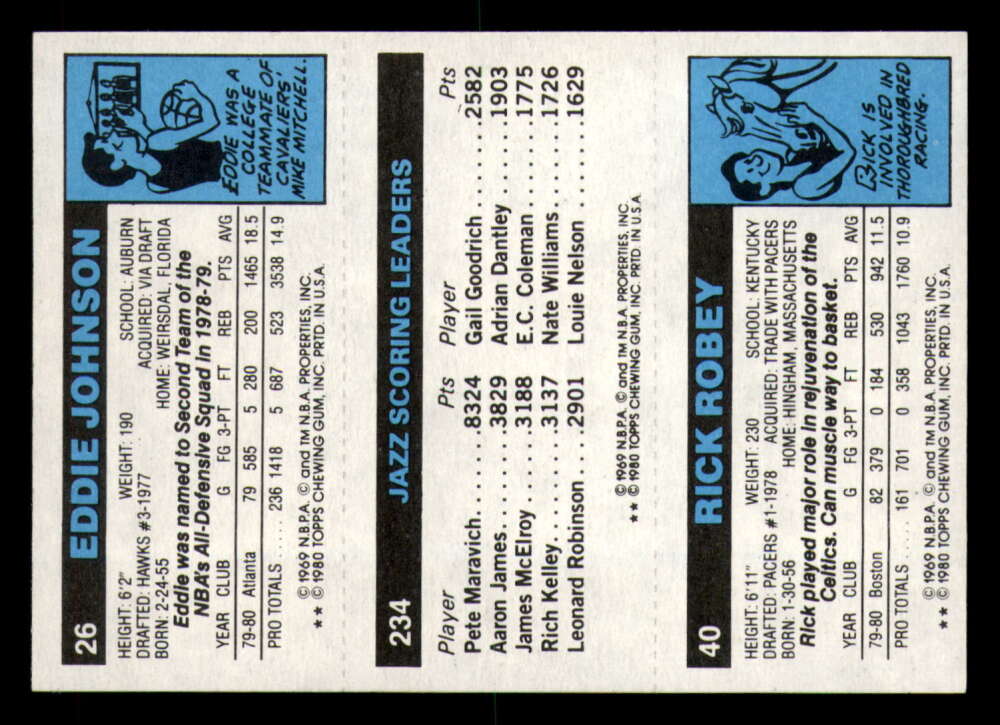 26 EDDIE JOHNSON
HEIGHT: 6'2" WEIGHT: 190 SCHOOL: AUBURN
DRAFTED: HAWKS #3-1977 ACQUIRED: VIA DRAFT
BORN: 2-24-55 HOME: WEIRSDAL, FLORIDA
Eddie was named to Second Team of the
NBA's All-Defensive Squad in 1978-79.
YEAR CLUB G FG 3-PT FT REB PTS AVG
79-80 Atlanta 79 585 5 280 200 1465 18.5
PRO TOTALS .... 236 1418 5 687 523 3538 14.9
© 1969 N.B.P.A. © and TM N.B.A. PROPERTIES, INC.
★★ © 1980 TOPPS CHEWING GUM, INC. PRTD. IN U.S.A.
EDDIE WAS A
COLLEGE
TEAMMATE OF
CAVALIERS'
MIKE MITCHELL.
234 JAZZ SCORING LEADERS
Player Pts Player Pts
Pete Maravich......8324 Gail Goodrich......2582
Aaron James......3829 Adrian Dantley....1903
James McElroy...3188 E.C. Coleman.....1775
Rich Kelley........3137 Nate Williams.....1726
Leonard Robinson ..2901 Louie Nelson .....1629
© 1969 N.B.P.A. © and TM N.B.A. PROPERTIES, INC.
★★ © 1980 TOPPS CHEWING GUM, INC. PRTD. IN U.S.A
40 RICK ROBEY
HEIGHT: 6'11" WEIGHT: 230 SCHOOL: KENTUCKY
DRAFTED: PACERS #1-1978 ACQUIRED: TRADE WITH PACERS
BORN: 1-30-56 HOME: HINGHAM, MASSACHUSETTS
Rick played major role in rejuvenation of the
Celtics. Can muscle way to basket.
YEAR CLUB G FG 3-PT FT REB PTS AVG
79-80 Boston 82 379 0 184 530 942 11.5
PRO TOTALS .... 161 701 0 358 1043 1760 10.9
© 1969 N.B.P.A. © and TM N.B.A. PROPERTIES, INC.
★★ © 1980 TOPPS CHEWING GUM, INC. PRTD. IN U.S.A.
RICK IS
INVOLVED IN
THOROUGHBRED
RACING.